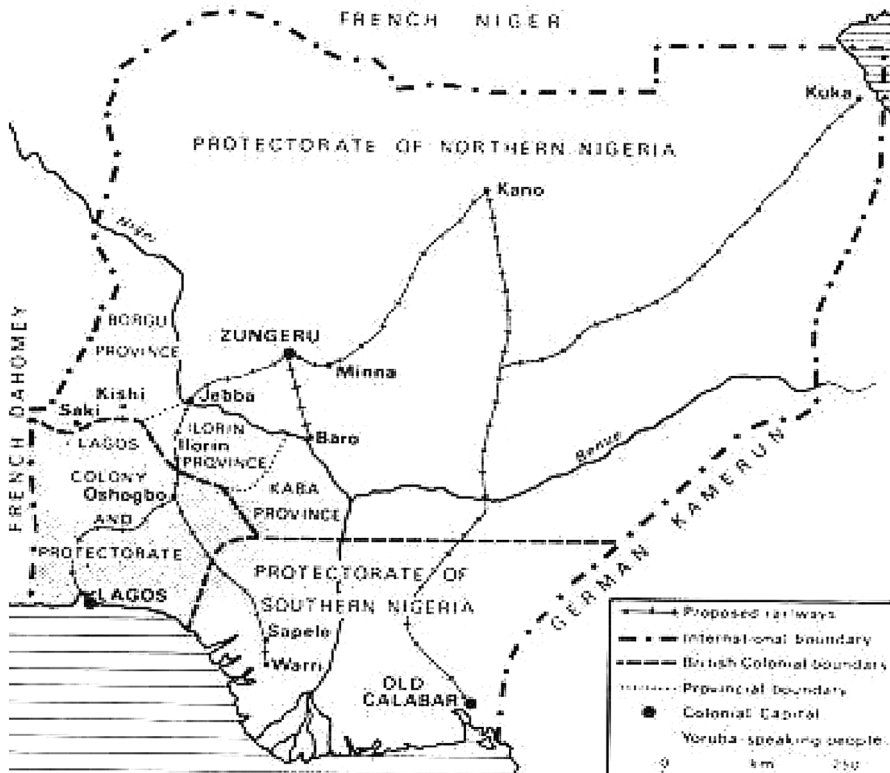 FRENCH NIGER
Kuka
PROTECTORATE OF NORTHERN NIGERIA
Kano
Niger
FRENCH DAHOMEY
BORGU
PROVINCE
ZUNGERU
Minna
Kishi
Jebba
Saki
ILORIN
Ilorin
PROVINCE
Baro
Benue
LAGOS
COLONY
Oshogbo
AND
PROTECTORATE
KABA
PROVINCE
GERMAN KAMERUN
LAGOS
PROTECTORATE OF
SOUTHERN NIGERIA
Sapele
Warri
OLD
CALABAR
Proposed railways
International boundary
British Colonial boundary
Provincial boundary
Colonial Capital
Yoruba-speaking people
0 km 250